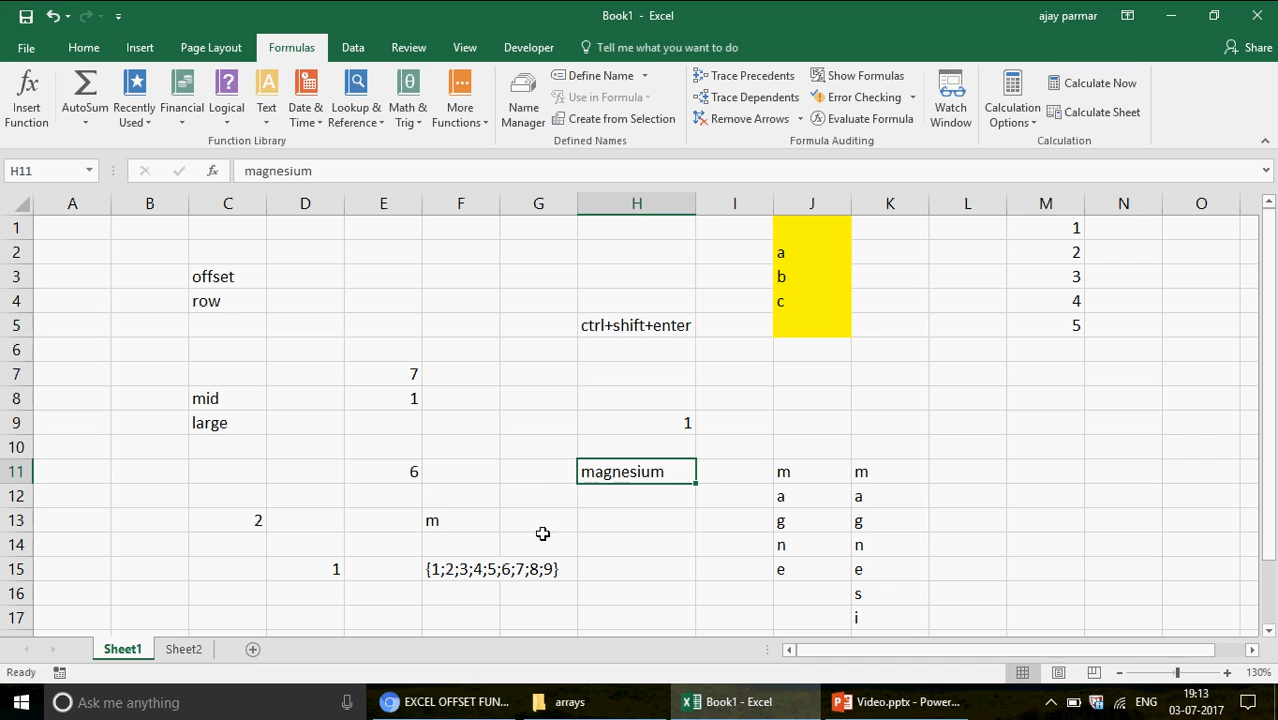 Book1 - Excel
ajay parmar
File Home Insert Page Layout Formulas Data Review View Developer Tell me what you want to do Share
Insert Function
AutoSum
Recently Used
Financial
Logical
Text
Date & Time
Lookup & Reference
Math & Trig
More Functions
Function Library
Name Manager
Define Name
Use in Formula
Create from Selection
Defined Names
Trace Precedents
Trace Dependents
Remove Arrows
Show Formulas
Error Checking
Evaluate Formula
Formula Auditing
Watch Window
Calculation Options
Calculate Now
Calculate Sheet
Calculation
H11 fx magnesium
A B C D E F G H I J K L M N O
1 1
2 a 2
3 offset b 3
4 row c 4
5 ctrl+shift+enter 5
6
7 7
8 mid 1
9 large 1
10
11 6 magnesium m m
12 a a
13 2 m g g
14 n n
15 1 {1;2;3;4;5;6;7;8;9} e e
16 s
17 i
Sheet1 Sheet2
Ready 130%
Ask me anything EXCEL OFFSET FUN... arrays Book1 - Excel Video.pptx - Power... ENG 19:13
03-07-2017